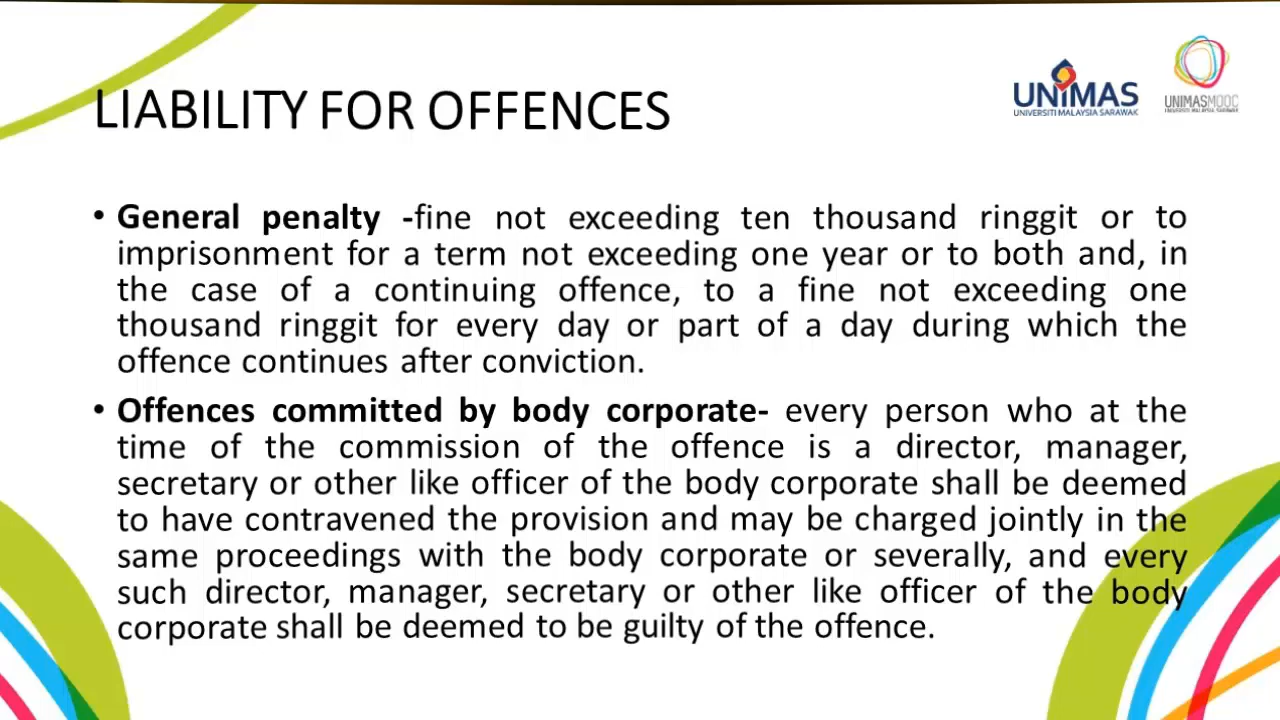 LIABILITY FOR OFFENCES
UNIMAS
UNIVERSITI MALAYSIA SARAWAK
UNIMASMOOC
UNIVERSITI MALAYSIA SARAWAK
• General penalty -fine not exceeding ten thousand ringgit or to
imprisonment for a term not exceeding one year or to both and, in
the case of a continuing offence, to a fine not exceeding one
thousand ringgit for every day or part of a day during which the
offence continues after conviction.
• Offences committed by body corporate- every person who at the
time of the commission of the offence is a director, manager,
secretary or other like officer of the body corporate shall be deemed
to have contravened the provision and may be charged jointly in the
same proceedings with the body corporate or severally, and every
such director, manager, secretary or other like officer of the body
corporate shall be deemed to be guilty of the offence.